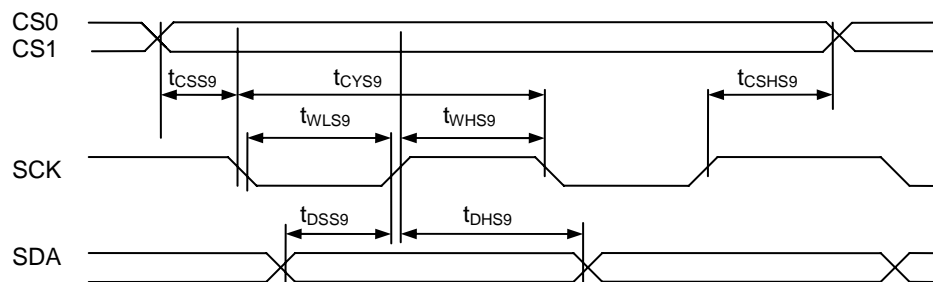 CS0
CS1
tCSS9
tCYS9
tCSHS9
tWLS9
tWHS9
SCK
tDSS9
tDHS9
SDA